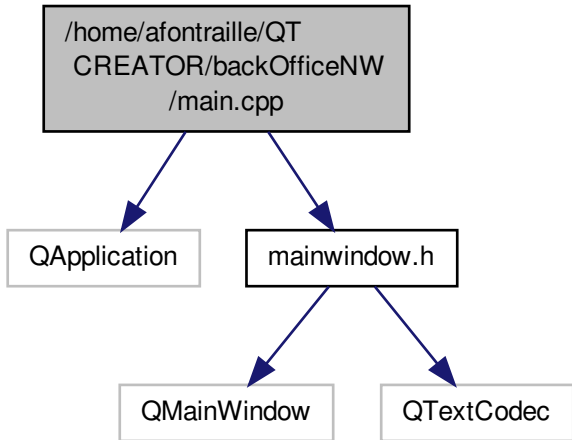 /home/afontraille/QT
CREATOR/backOfficeNW
/main.cpp
QApplication
mainwindow.h
QMainWindow
QTextCodec